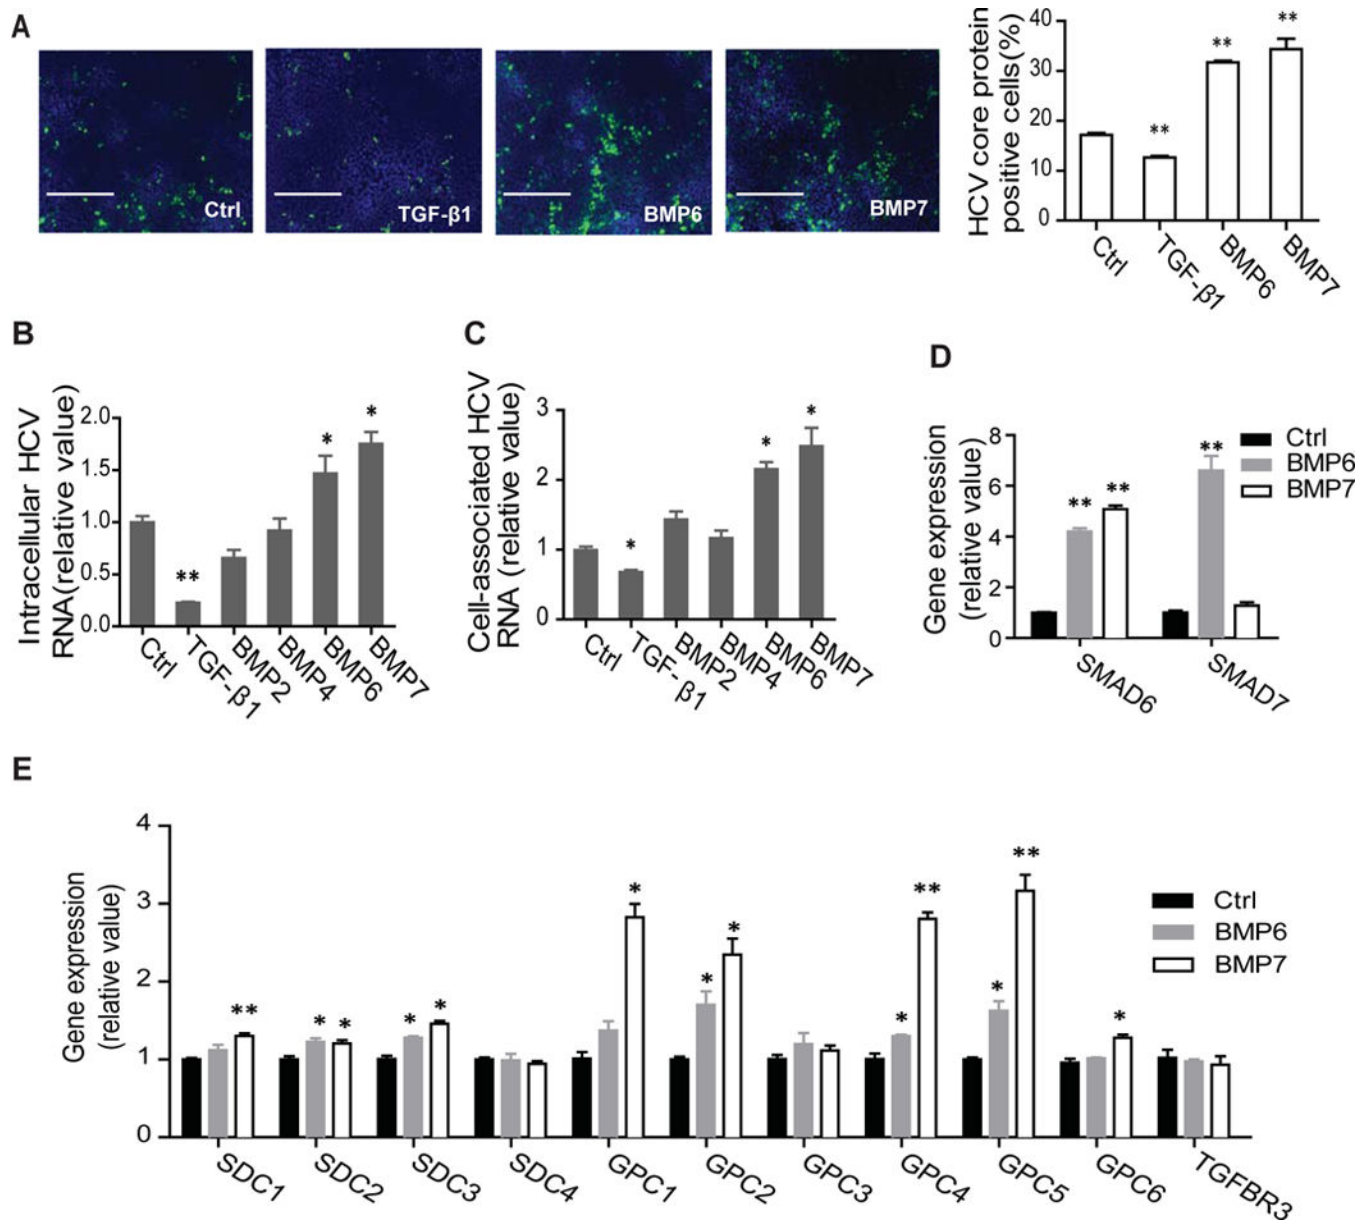 A
Ctrl
TGF-β1
BMP6
BMP7
HCV core protein
positive cells(%)
40
30
20
10
0
**
**
**
Ctrl
TGF-β1
BMP6
BMP7
B
Intracellular HCV
RNA(relative value)
2.0
1.5
1.0
0.5
0.0
**
*
*
Ctrl
TGF-β1
BMP2
BMP4
BMP6
BMP7
C
Cell-associated HCV
RNA (relative value)
3
2
1
0
*
*
*
Ctrl
TGF-β1
BMP2
BMP4
BMP6
BMP7
D
Gene expression
(relative value)
8
6
4
2
0
**
**
**
Ctrl
BMP6
BMP7
SMAD6
SMAD7
E
Gene expression
(relative value)
4
3
2
1
0
**
*
*
*
*
*
*
*
*
**
*
**
*
Ctrl
BMP6
BMP7
SDC1
SDC2
SDC3
SDC4
GPC1
GPC2
GPC3
GPC4
GPC5
GPC6
TGFBR3